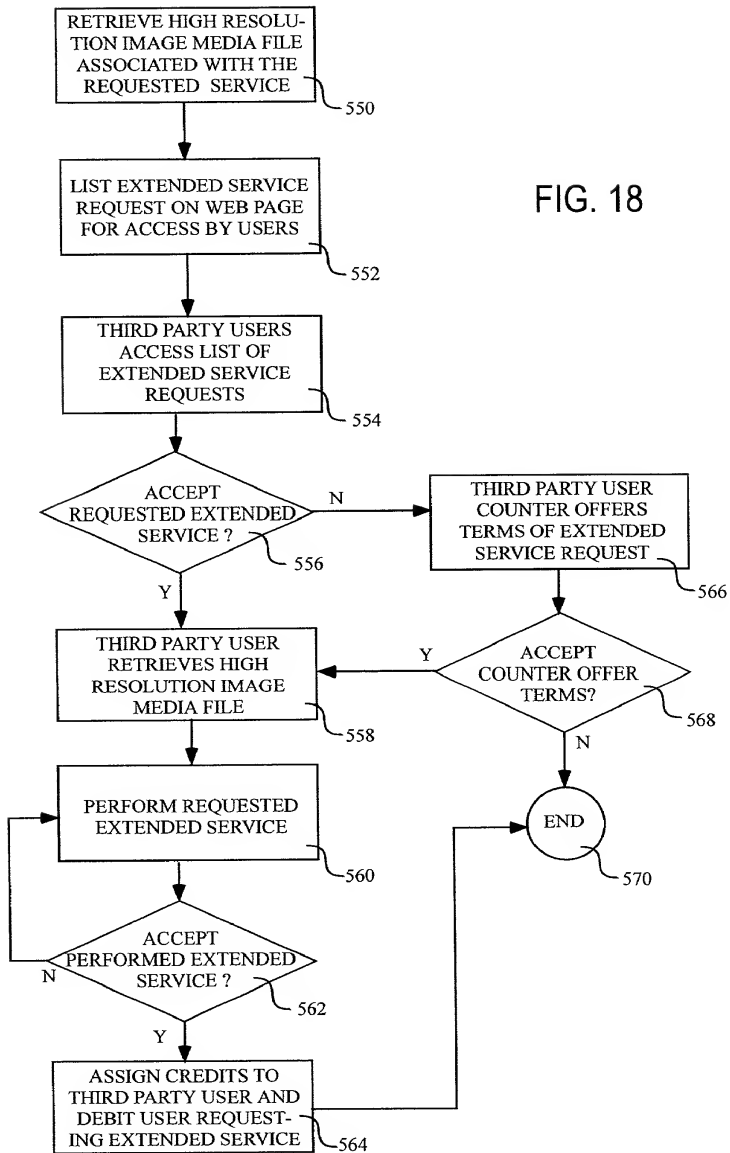 RETRIEVE HIGH RESOLU-
TION IMAGE MEDIA FILE
ASSOCIATED WITH THE
REQUESTED SERVICE
550
LIST EXTENDED SERVICE
REQUEST ON WEB PAGE
FOR ACCESS BY USERS
552
FIG. 18
THIRD PARTY USERS
ACCESS LIST OF
EXTENDED SERVICE
REQUESTS
554
ACCEPT
REQUESTED EXTENDED
SERVICE ?
556
N
Y
THIRD PARTY USER
COUNTER OFFERS
TERMS OF EXTENDED
SERVICE REQUEST
566
THIRD PARTY USER
RETRIEVES HIGH
RESOLUTION IMAGE
MEDIA FILE
558
Y
ACCEPT
COUNTER OFFER
TERMS?
568
N
PERFORM REQUESTED
EXTENDED SERVICE
560
END
570
ACCEPT
PERFORMED EXTENDED
SERVICE ?
562
N
Y
ASSIGN CREDITS TO
THIRD PARTY USER AND
DEBIT USER REQUEST-
ING EXTENDED SERVICE
564